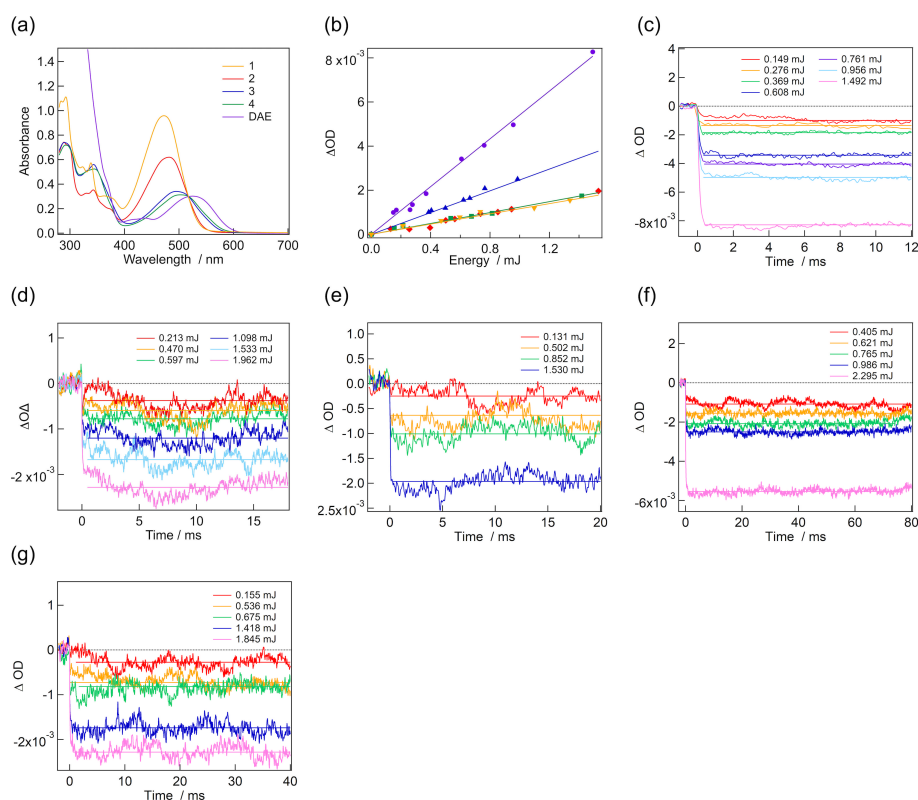 (a)
Absorbance
1.4
1.2
1.0
0.8
0.6
0.4
0.2
0.0
300
400
500
600
700
Wavelength / nm
1
2
3
4
DAE
(b)
ΔOD
8 x10⁻³
6
4
2
0
0.0
0.4
0.8
1.2
Energy / mJ
(c)
Δ OD
4
2
0
-2
-4
-6
-8x10⁻³
0
2
4
6
8
10
12
Time / ms
0.149 mJ
0.276 mJ
0.369 mJ
0.608 mJ
0.761 mJ
0.956 mJ
1.492 mJ
(d)
ΔOΔ
1
0
-1
-2 x10⁻³
0
5
10
15
Time / ms
0.213 mJ
0.470 mJ
0.597 mJ
1.098 mJ
1.533 mJ
1.962 mJ
(e)
Δ OD
1.0
0.5
0.0
-0.5
-1.0
-1.5
-2.0
2.5x10⁻³
0
5
10
15
20
Time / ms
0.131 mJ
0.502 mJ
0.852 mJ
1.530 mJ
(f)
Δ OD
2
0
-2
-4
-6x10⁻³
0
20
40
60
80
Time / ms
0.405 mJ
0.621 mJ
0.765 mJ
0.986 mJ
2.295 mJ
(g)
Δ OD
1
0
-1
-2x10⁻³
0
10
20
30
40
Time / ms
0.155 mJ
0.536 mJ
0.675 mJ
1.418 mJ
1.845 mJ